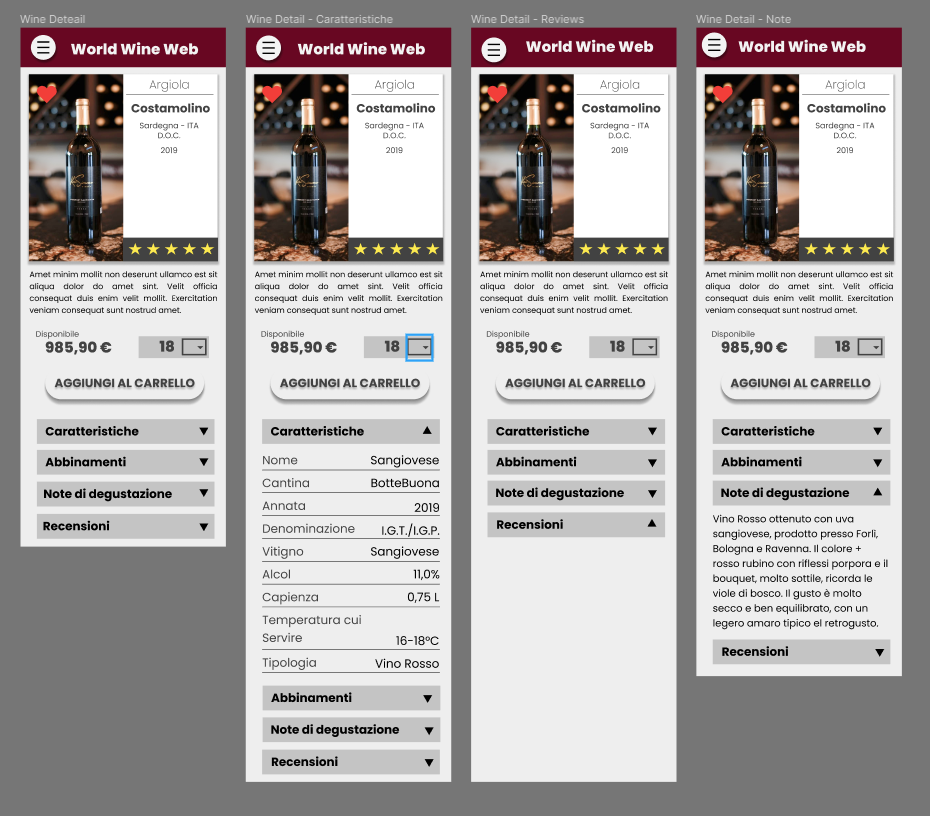 Wine Deteail
World Wine Web
Argiola
Costamolino
Sardegna - ITA
D.O.C.
2019
Amet minim mollit non deserunt ullamco est sit
aliqua dolor do amet sint. Velit officia
consequat duis enim velit mollit. Exercitation
veniam consequat sunt nostrud amet.
Disponibile
985,90 €
18
AGGIUNGI AL CARRELLO
Caratteristiche
Abbinamenti
Note di degustazione
Recensioni
Wine Detail - Caratteristiche
World Wine Web
Argiola
Costamolino
Sardegna - ITA
D.O.C.
2019
Amet minim mollit non deserunt ullamco est sit
aliqua dolor do amet sint. Velit officia
consequat duis enim velit mollit. Exercitation
veniam consequat sunt nostrud amet.
Disponibile
985,90 €
18
AGGIUNGI AL CARRELLO
Caratteristiche
Nome Sangiovese
Cantina BotteBuona
Annata 2019
Denominazione I.G.T./I.G.P.
Vitigno Sangiovese
Alcol 11,0%
Capienza 0,75 L
Temperatura cui
Servire 16-18°C
Tipologia Vino Rosso
Abbinamenti
Note di degustazione
Recensioni
Wine Detail - Reviews
World Wine Web
Argiola
Costamolino
Sardegna - ITA
D.O.C.
2019
Amet minim mollit non deserunt ullamco est sit
aliqua dolor do amet sint. Velit officia
consequat duis enim velit mollit. Exercitation
veniam consequat sunt nostrud amet.
Disponibile
985,90 €
18
AGGIUNGI AL CARRELLO
Caratteristiche
Abbinamenti
Note di degustazione
Recensioni
Wine Detail - Note
World Wine Web
Argiola
Costamolino
Sardegna - ITA
D.O.C.
2019
Amet minim mollit non deserunt ullamco est sit
aliqua dolor do amet sint. Velit officia
consequat duis enim velit mollit. Exercitation
veniam consequat sunt nostrud amet.
Disponibile
985,90 €
18
AGGIUNGI AL CARRELLO
Caratteristiche
Abbinamenti
Note di degustazione
Vino Rosso ottenuto con uva
sangiovese, prodotto presso Forlì,
Bologna e Ravenna. Il colore +
rosso rubino con riflessi porpora e il
bouquet, molto sottile, ricorda le
viole di bosco. Il gusto è molto
secco e ben equilibrato, con un
legero amaro tipico el retrogusto.
Recensioni